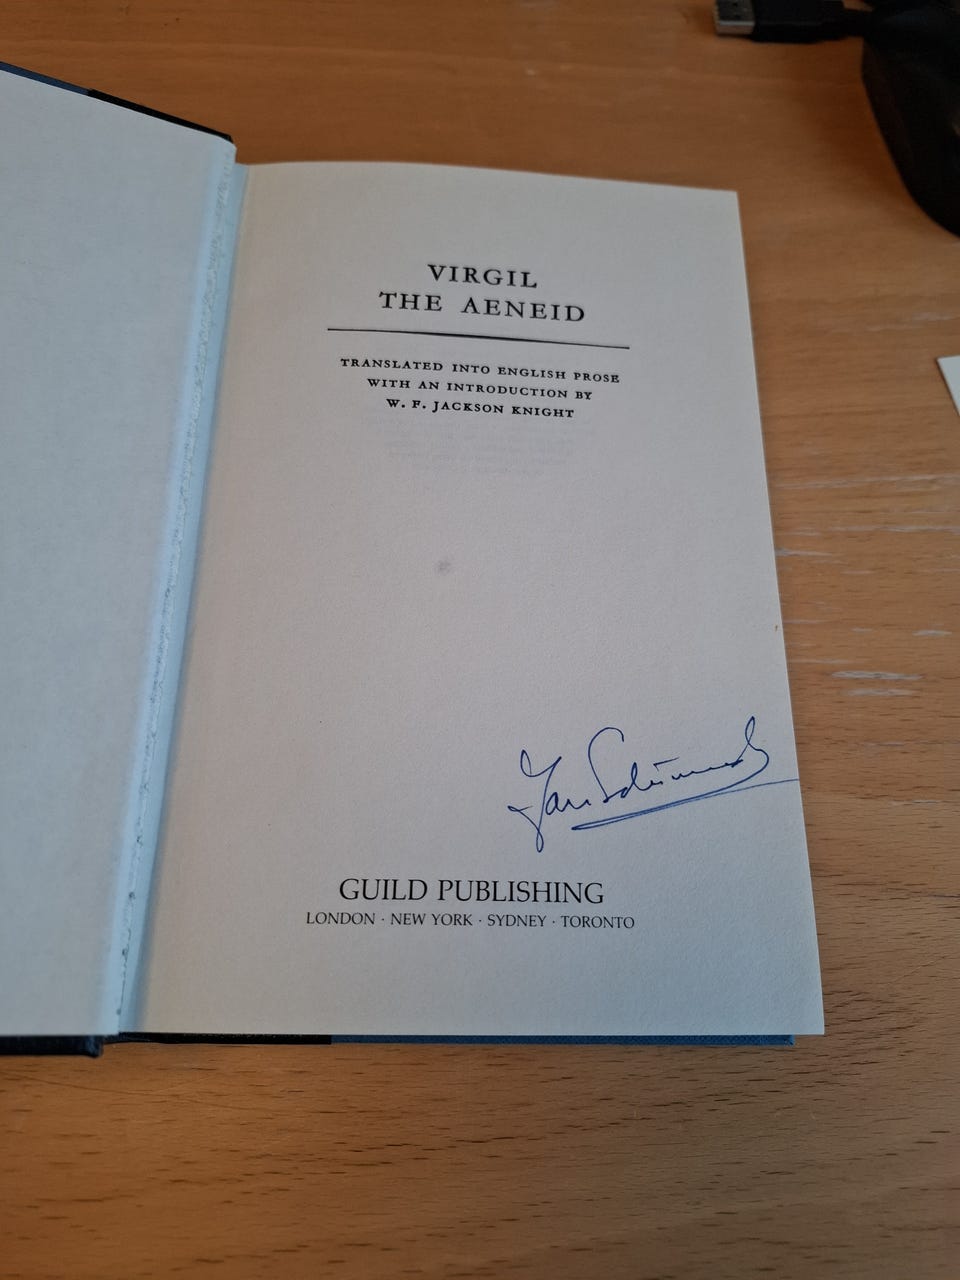 VIRGIL
THE AENEID
TRANSLATED INTO ENGLISH PROSE
WITH AN INTRODUCTION BY
W. F. JACKSON KNIGHT
Jan
GUILD PUBLISHING
LONDON · NEW YORK · SYDNEY · TORONTO